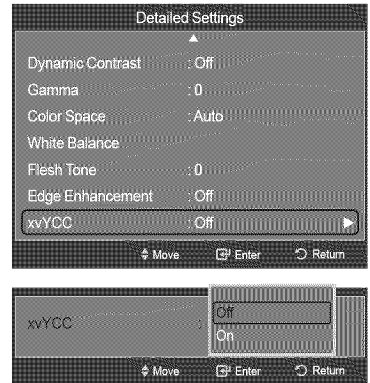 Detailed Settings
Dynamic Contrast : Off
Gamma : 0
Color Space : Auto
White Balance
Flesh Tone : 0
Edge Enhancement : Off
xvYCC : Off
Move Enter Return
xvYCC :
Off
On
Move Enter Return